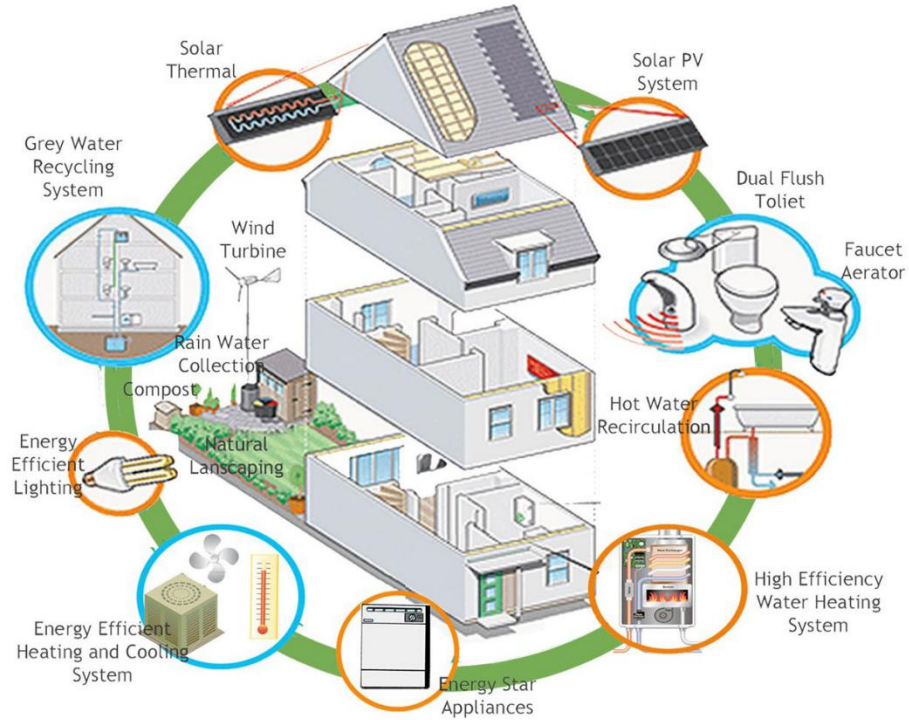 Solar
Thermal
Solar PV
System
Grey Water
Recycling
System
Dual Flush
Toliet
Wind
Turbine
Faucet
Aerator
Rain Water
Collection
Compost
Hot Water
Recirculation
Energy
Efficient
Lighting
Natural
Lanscaping
High Efficiency
Water Heating
System
Energy Efficient
Heating and Cooling
System
Energy Star
Appliances